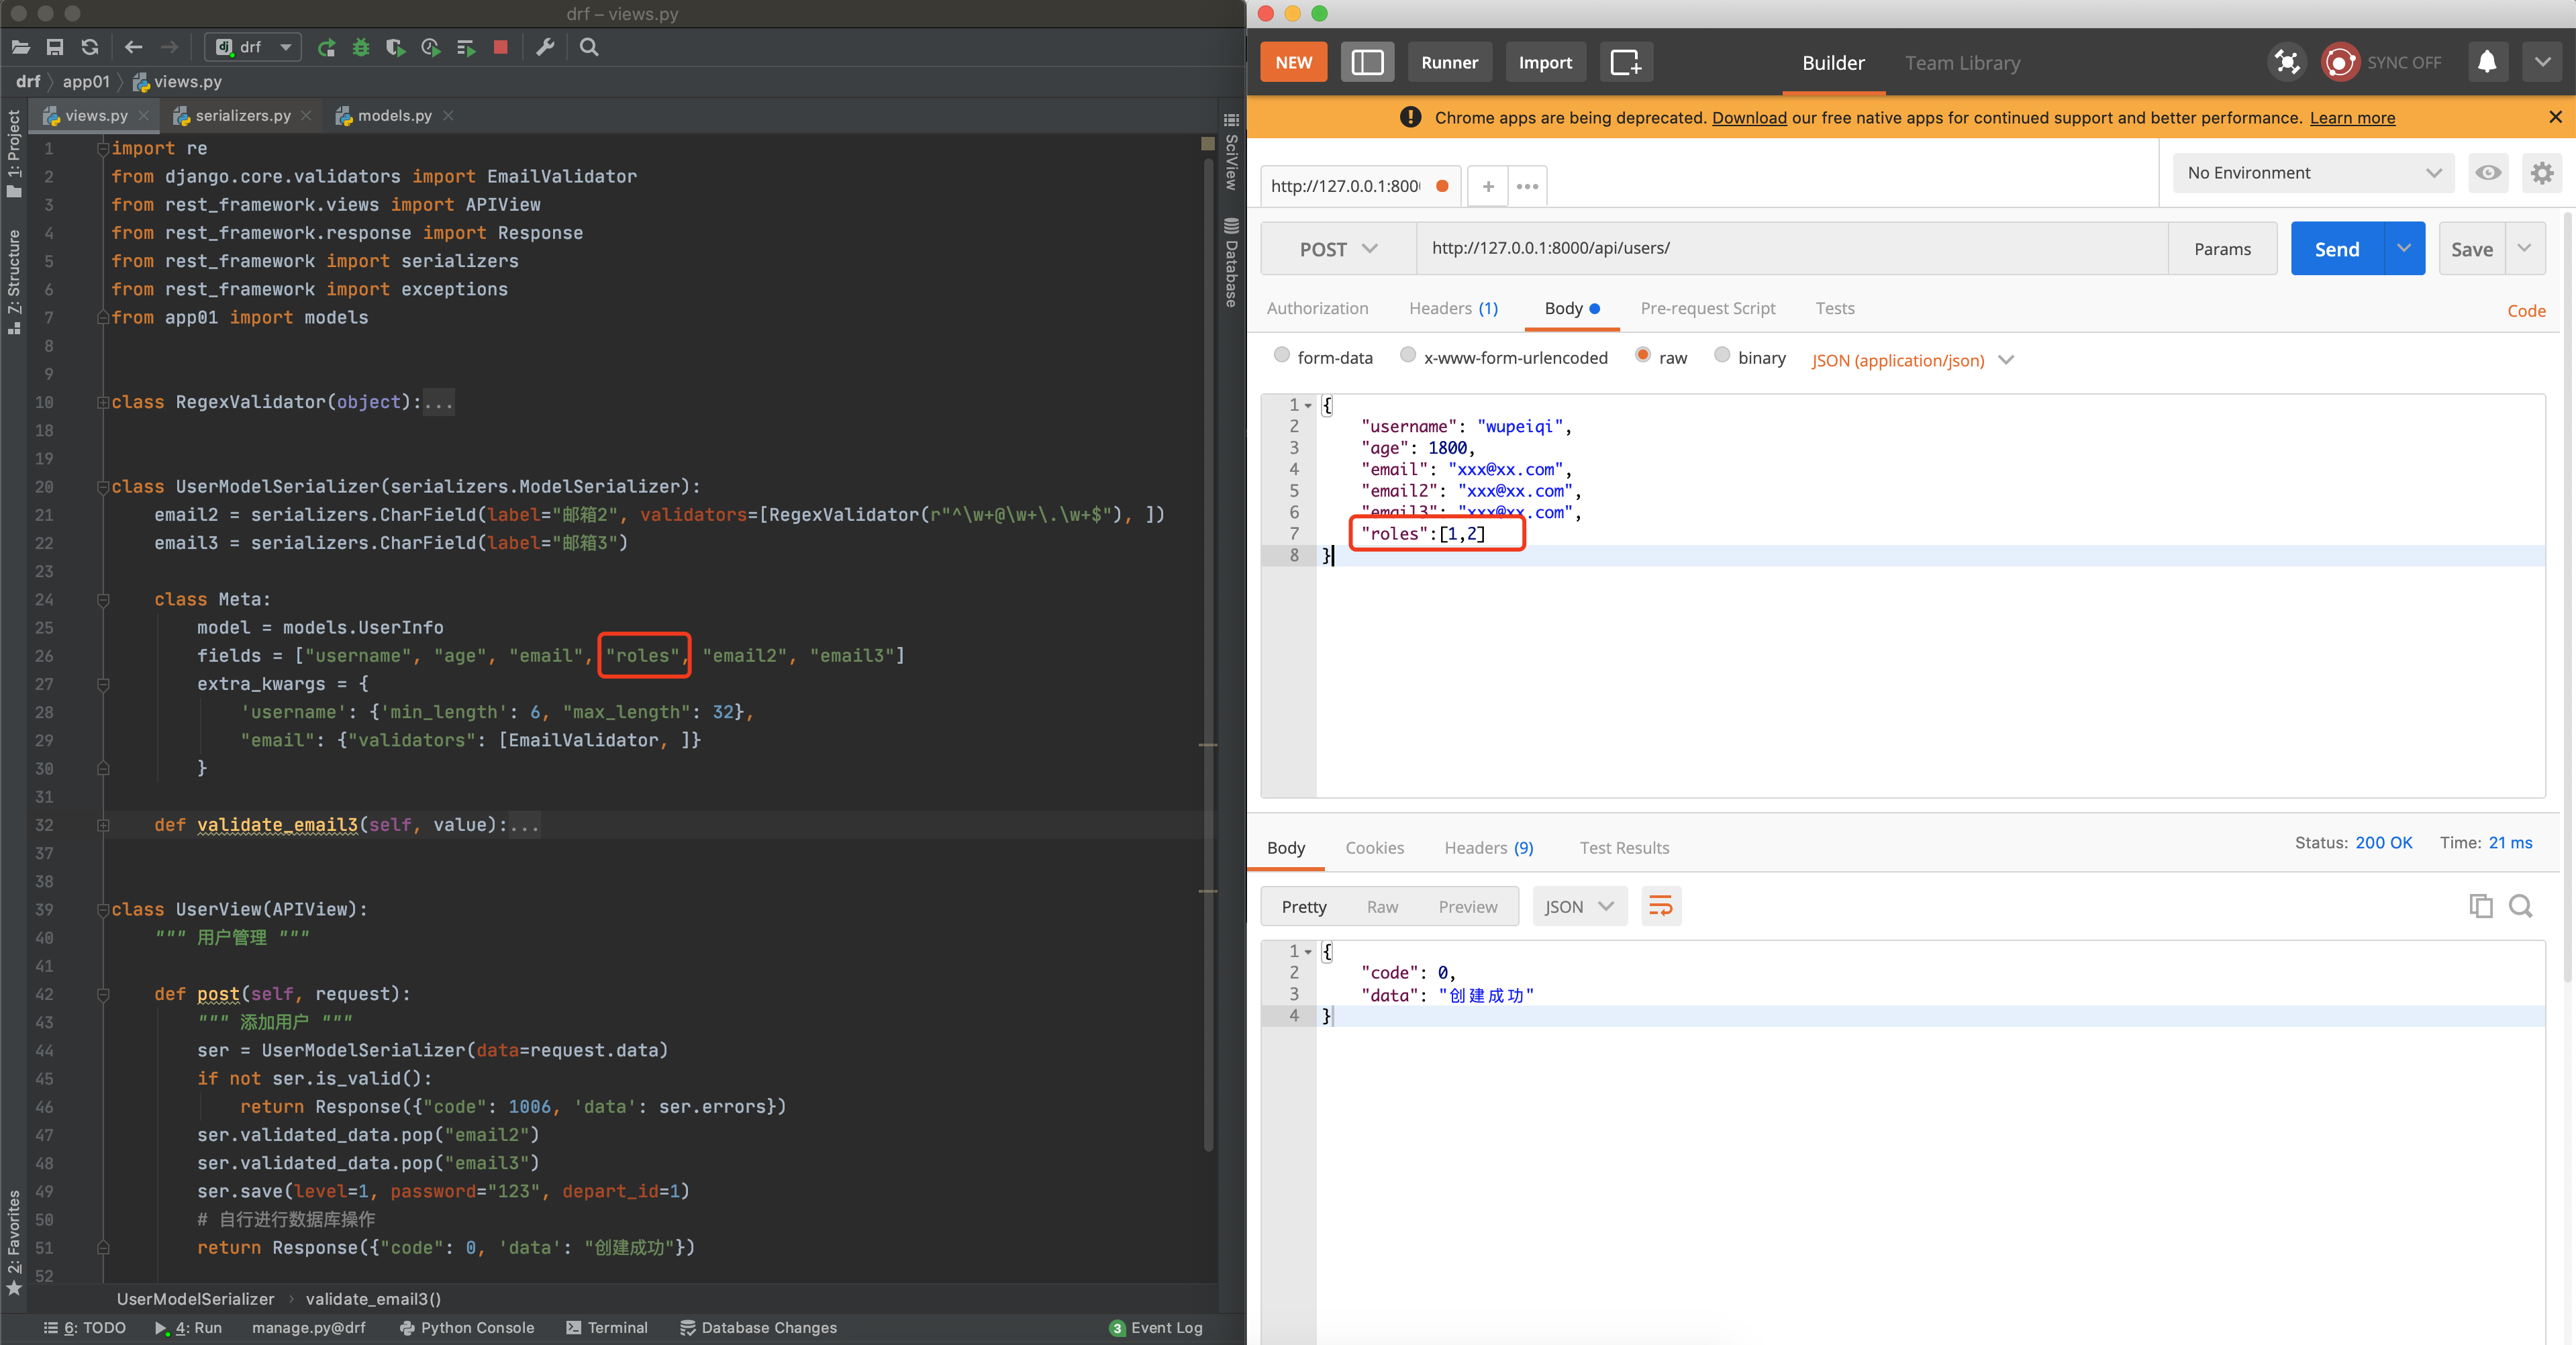 drf – views.py
drf
drf app01 views.py
views.py serializers.py models.py
1: Project
Z: Structure
2: Favorites
SciView
Database
1 import re
2 from django.core.validators import EmailValidator
3 from rest_framework.views import APIView
4 from rest_framework.response import Response
5 from rest_framework import serializers
6 from rest_framework import exceptions
7 from app01 import models
8
9
10 class RegexValidator(object):...
18
19
20 class UserModelSerializer(serializers.ModelSerializer):
21 email2 = serializers.CharField(label="邮箱2", validators=[RegexValidator(r"^\w+@\w+\.\w+$"), ])
22 email3 = serializers.CharField(label="邮箱3")
23
24 class Meta:
25 model = models.UserInfo
26 fields = ["username", "age", "email", "roles", "email2", "email3"]
27 extra_kwargs = {
28 'username': {'min_length': 6, "max_length": 32},
29 "email": {"validators": [EmailValidator, ]}
30 }
31
32 def validate_email3(self, value):...
37
38
39 class UserView(APIView):
40 """ 用户管理 """
41
42 def post(self, request):
43 """ 添加用户 """
44 ser = UserModelSerializer(data=request.data)
45 if not ser.is_valid():
46 return Response({"code": 1006, 'data': ser.errors})
47 ser.validated_data.pop("email2")
48 ser.validated_data.pop("email3")
49 ser.save(level=1, password="123", depart_id=1)
50 # 自行进行数据库操作
51 return Response({"code": 0, 'data': "创建成功"})
52
UserModelSerializer › validate_email3()
6: TODO 4: Run manage.py@drf Python Console Terminal Database Changes 3 Event Log
NEW Runner Import Builder Team Library SYNC OFF
Chrome apps are being deprecated. Download our free native apps for continued support and better performance. Learn more
http://127.0.0.1:800 + ••• No Environment
POST http://127.0.0.1:8000/api/users/ Params Send Save
Authorization Headers (1) Body Pre-request Script Tests Code
form-data x-www-form-urlencoded raw binary JSON (application/json)
1 {
2 "username": "wupeiqi",
3 "age": 1800,
4 "email": "xxx@xx.com",
5 "email2": "xxx@xx.com",
6 "email3": "xxx@xx.com",
7 "roles":[1,2]
8 }
Body Cookies Headers (9) Test Results Status: 200 OK Time: 21 ms
Pretty Raw Preview JSON
1 {
2 "code": 0,
3 "data": "创建成功"
4 }